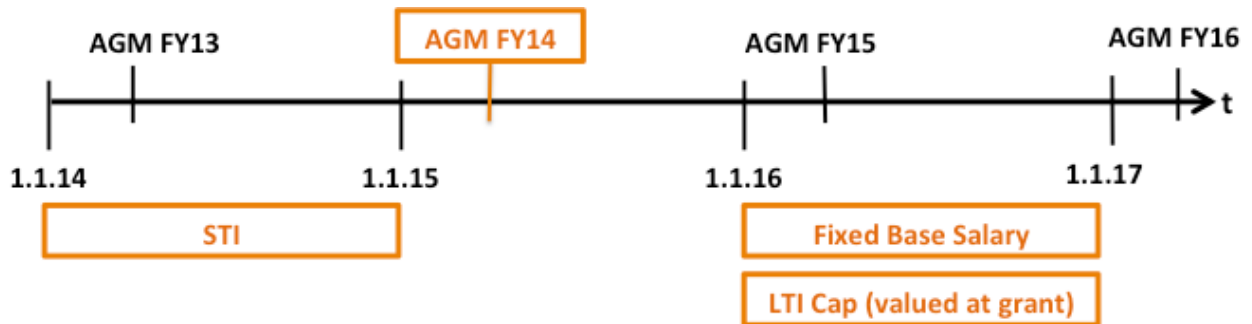 AGM FY13
AGM FY14
AGM FY15
AGM FY16
t
1.1.14
1.1.15
1.1.16
1.1.17
STI
Fixed Base Salary
LTI Cap (valued at grant)